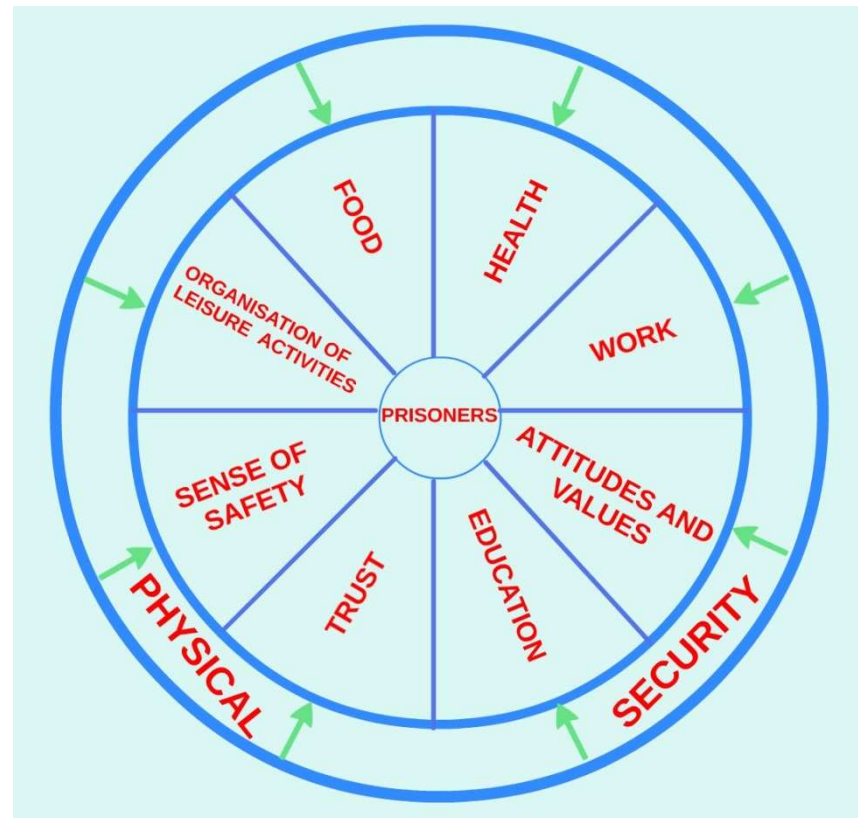 FOOD
HEALTH
ORGANISATION OF
LEISURE ACTIVITIES
WORK
PRISONERS
SENSE OF
SAFETY
ATTITUDES AND
VALUES
TRUST
EDUCATION
PHYSICAL
SECURITY